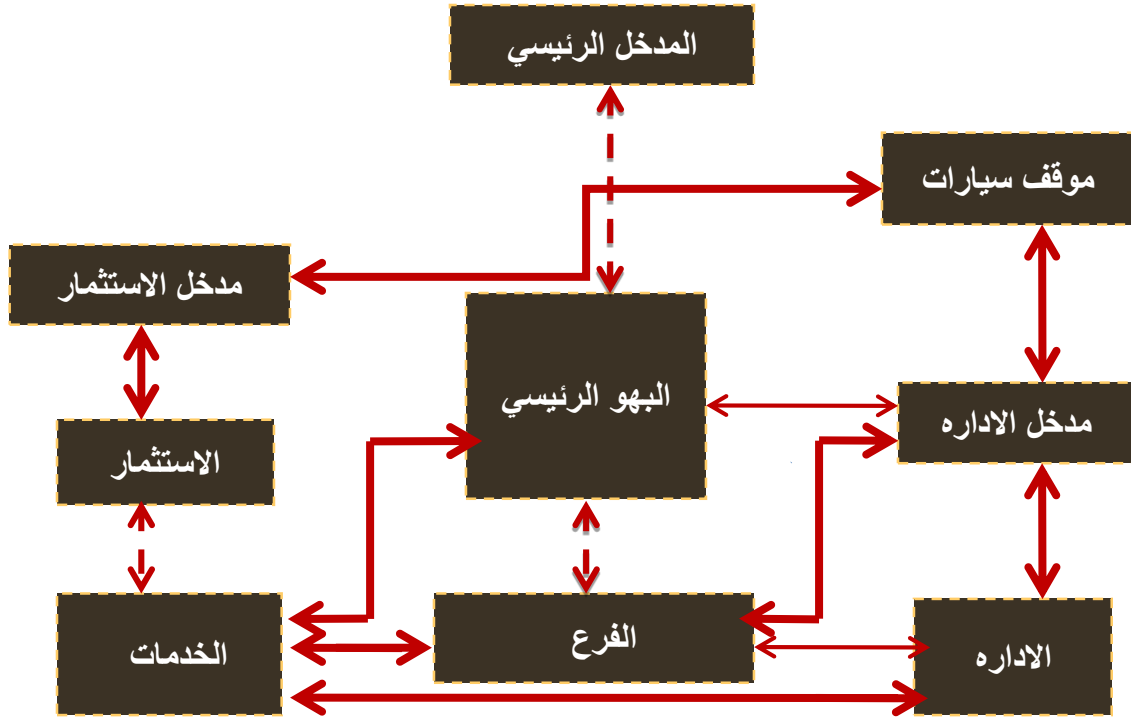 المدخل الرئيسي
موقف سيارات
مدخل الاستثمار
البهو الرئيسي
مدخل الاداره
الاستثمار
الخدمات
الفرع
الاداره